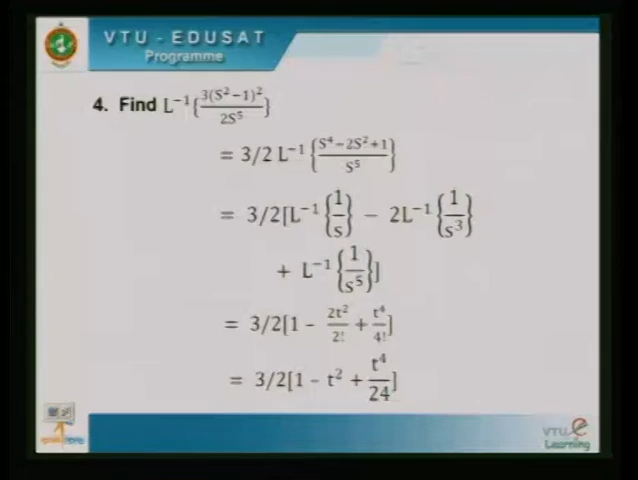 VTU - EDUSAT
Programme
4. Find L⁻¹{3(S²−1)²/2S⁵}
= 3/2 L⁻¹ {S⁴−2S²+1/S⁵}
= 3/2[L⁻¹ {1/s} − 2L⁻¹ {1/s³}
+ L⁻¹ {1/s⁵}]
= 3/2[1 − 2t²/2! + t⁴/4!]
= 3/2[1 − t² + t⁴/24]
VTU e
Learning